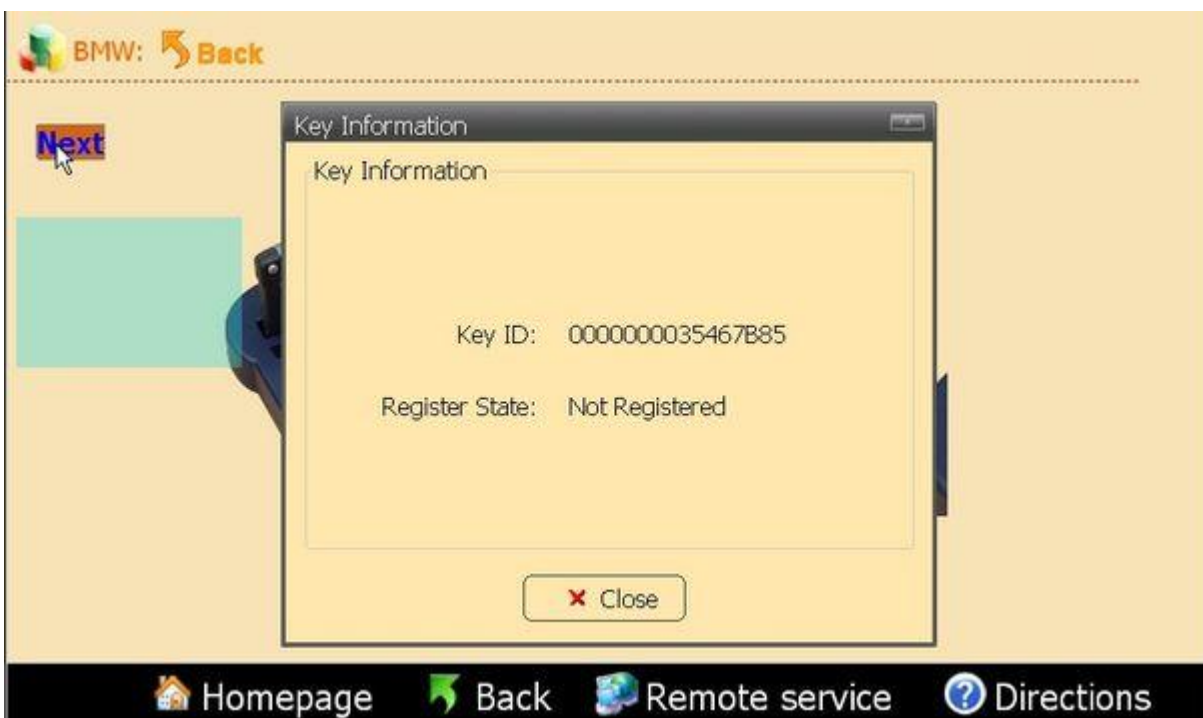 BMW: Back
Next
Key Information
Key Information
Key ID: 0000000035467B85
Register State: Not Registered
Close
Homepage Back Remote service Directions